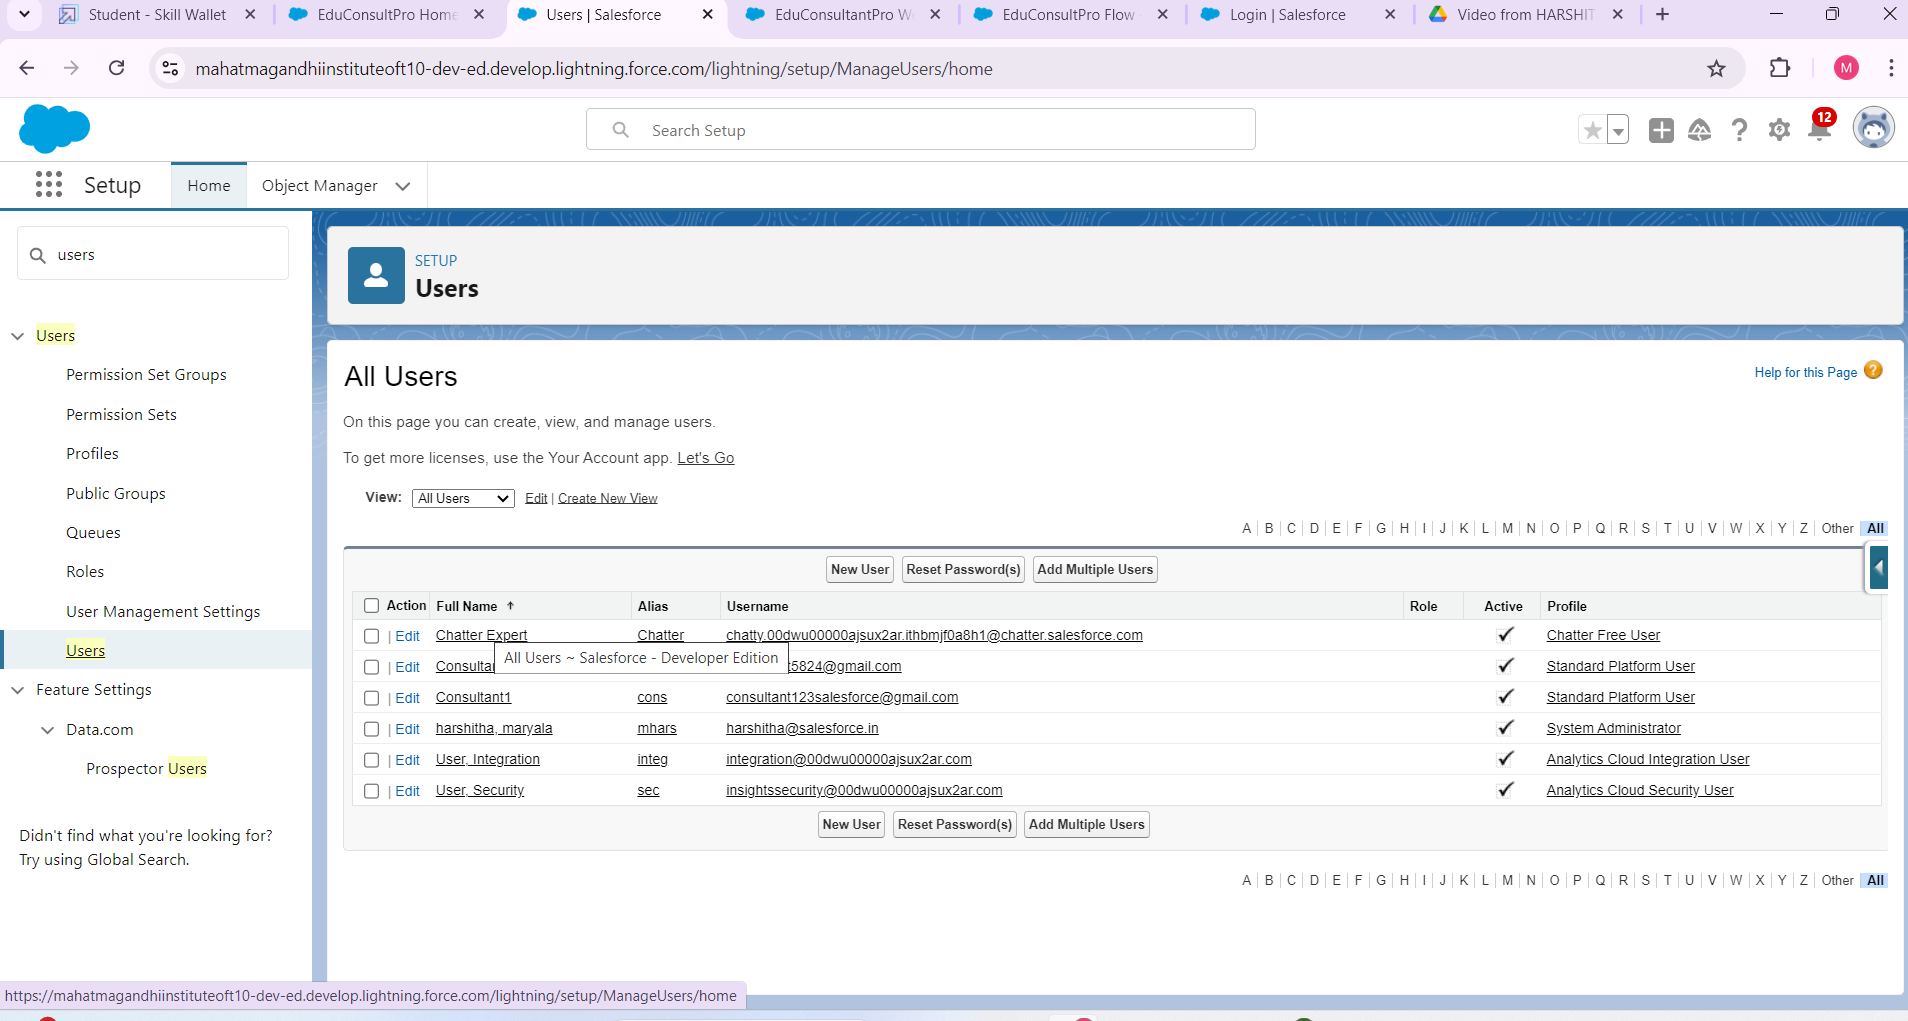 Student - Skill Wallet
EduConsultPro Home
Users | Salesforce
EduConsultantPro W
EduConsultPro Flow
Login | Salesforce
Video from HARSHIT
mahatmagandhiinstituteoft10-dev-ed.develop.lightning.force.com/lightning/setup/ManageUsers/home
M
Search Setup
12
Setup
Home
Object Manager
users
Users
Permission Set Groups
Permission Sets
Profiles
Public Groups
Queues
Roles
User Management Settings
Users
Feature Settings
Data.com
Prospector Users
Didn't find what you're looking for?
Try using Global Search.
SETUP
Users
All Users
Help for this Page ?
On this page you can create, view, and manage users.
To get more licenses, use the Your Account app. Let's Go
View: All Users Edit | Create New View
A B C D E F G H I J K L M N O P Q R S T U V W X Y Z Other All
New User Reset Password(s) Add Multiple Users
Action Full Name Alias Username Role Active Profile
Edit Chatter Expert Chatter chatty.00dwu00000ajsux2ar.ithbmjf0a8h1@chatter.salesforce.com Chatter Free User
All Users ~ Salesforce - Developer Edition
Edit 5824@gmail.com Standard Platform User
Edit Consultant1 cons consultant123salesforce@gmail.com Standard Platform User
Edit harshitha, maryala mhars harshitha@salesforce.in System Administrator
Edit User, Integration integ integration@00dwu00000ajsux2ar.com Analytics Cloud Integration User
Edit User, Security sec insightssecurity@00dwu00000ajsux2ar.com Analytics Cloud Security User
New User Reset Password(s) Add Multiple Users
A B C D E F G H I J K L M N O P Q R S T U V W X Y Z Other All
https://mahatmagandhiinstituteoft10-dev-ed.develop.lightning.force.com/lightning/setup/ManageUsers/home